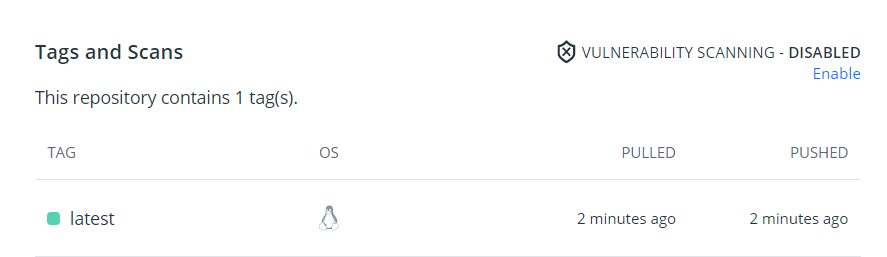 Tags and Scans
VULNERABILITY SCANNING - DISABLED
Enable
This repository contains 1 tag(s).
TAG OS PULLED PUSHED
latest 2 minutes ago 2 minutes ago